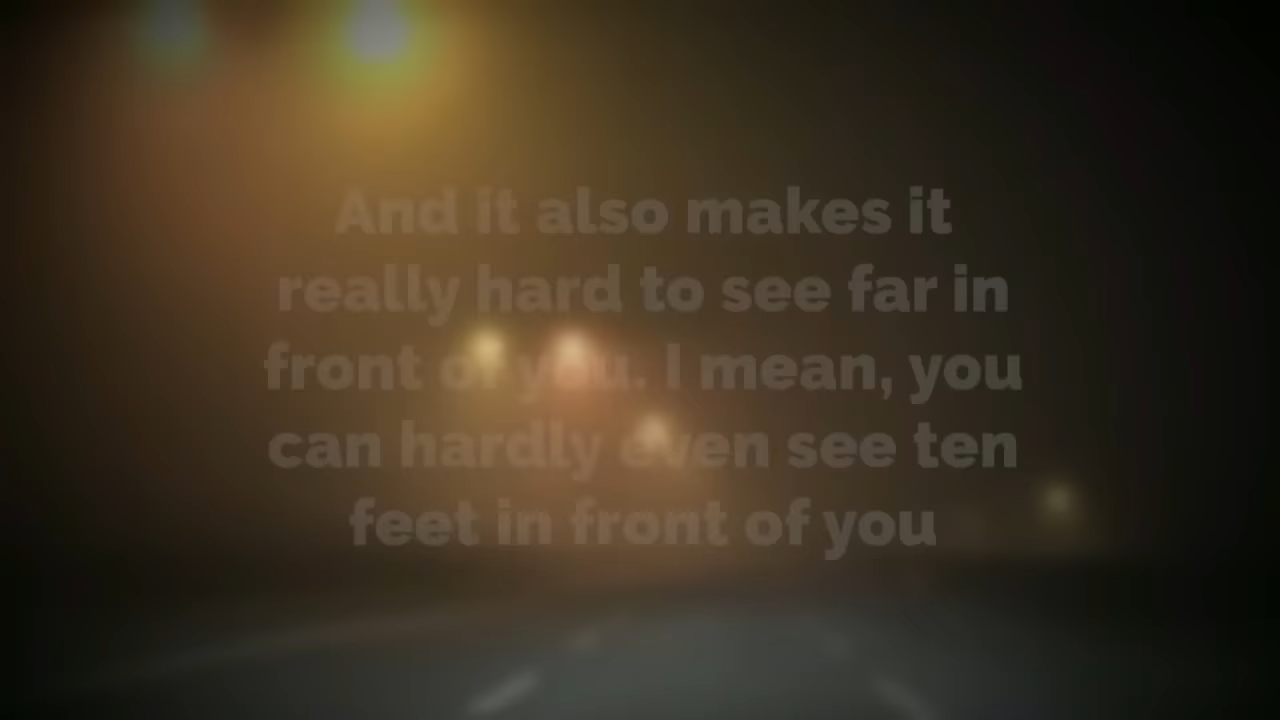 And it also makes it
really hard to see far in
front of you. I mean, you
can hardly even see ten
feet in front of you